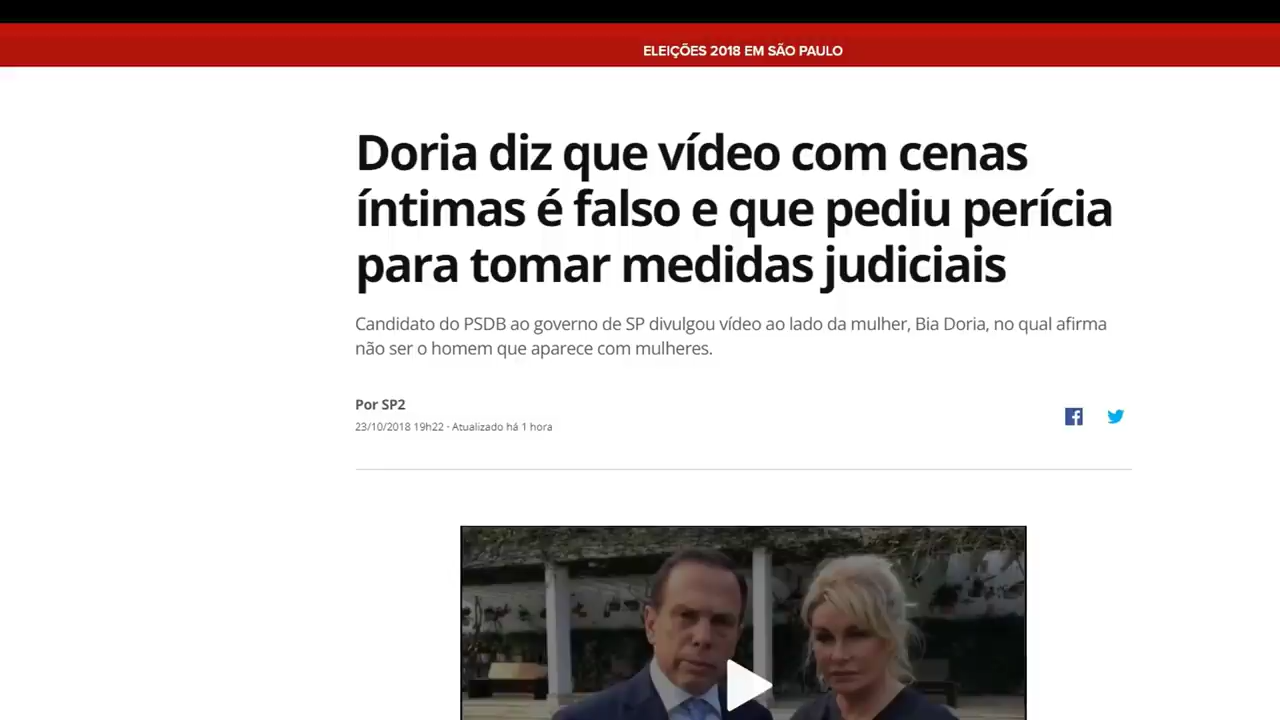 ELEIÇÕES 2018 EM SÃO PAULO
Doria diz que vídeo com cenas
íntimas é falso e que pediu perícia
para tomar medidas judiciais
Candidato do PSDB ao governo de SP divulgou vídeo ao lado da mulher, Bia Doria, no qual afirma
não ser o homem que aparece com mulheres.
Por SP2
23/10/2018 19h22 · Atualizado há 1 hora